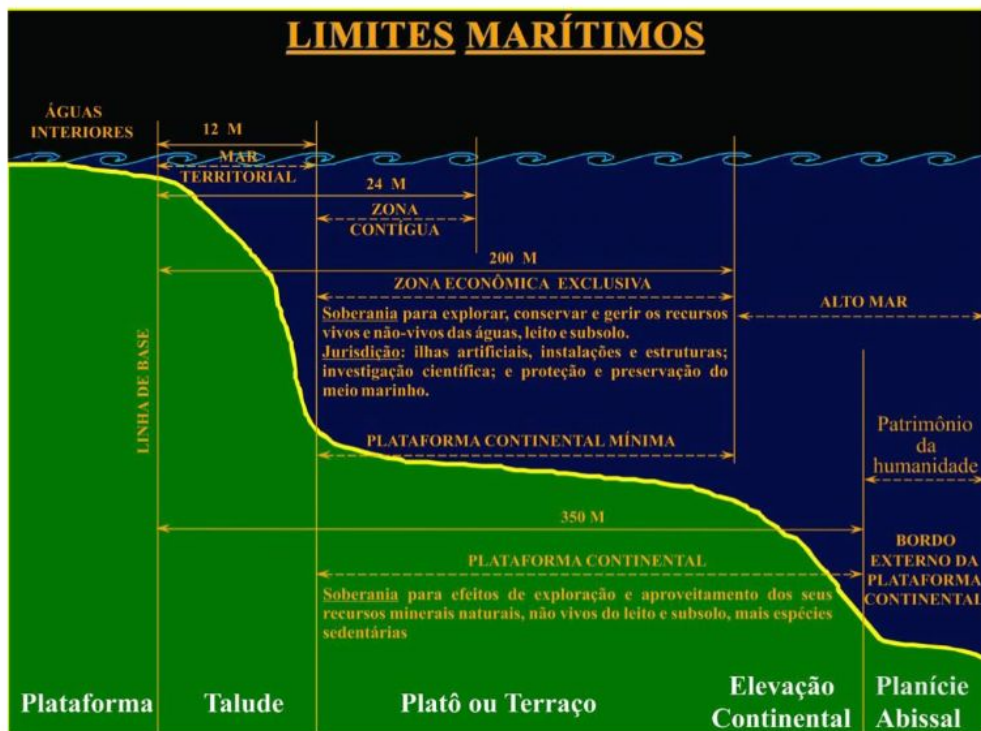 LIMITES MARÍTIMOS
ÁGUAS
INTERIORES
12 M
MAR
TERRITORIAL
24 M
ZONA
CONTÍGUA
200 M
ZONA ECONÔMICA EXCLUSIVA
Soberania para explorar, conservar e gerir os recursos
vivos e não-vivos das águas, leito e subsolo.
Jurisdição: ilhas artificiais, instalações e estruturas;
investigação científica; e proteção e preservação do
meio marinho.
ALTO MAR
LINHA DE BASE
PLATAFORMA CONTINENTAL MÍNIMA
Patrimônio
da
humanidade
350 M
PLATAFORMA CONTINENTAL
Soberania para efeitos de exploração e aproveitamento dos seus
recursos minerais naturais, não vivos do leito e subsolo, mais espécies
sedentárias
BORDO
EXTERNO DA
PLATAFORMA
CONTINENTAL
Plataforma
Talude
Platô ou Terraço
Elevação
Continental
Planície
Abissal